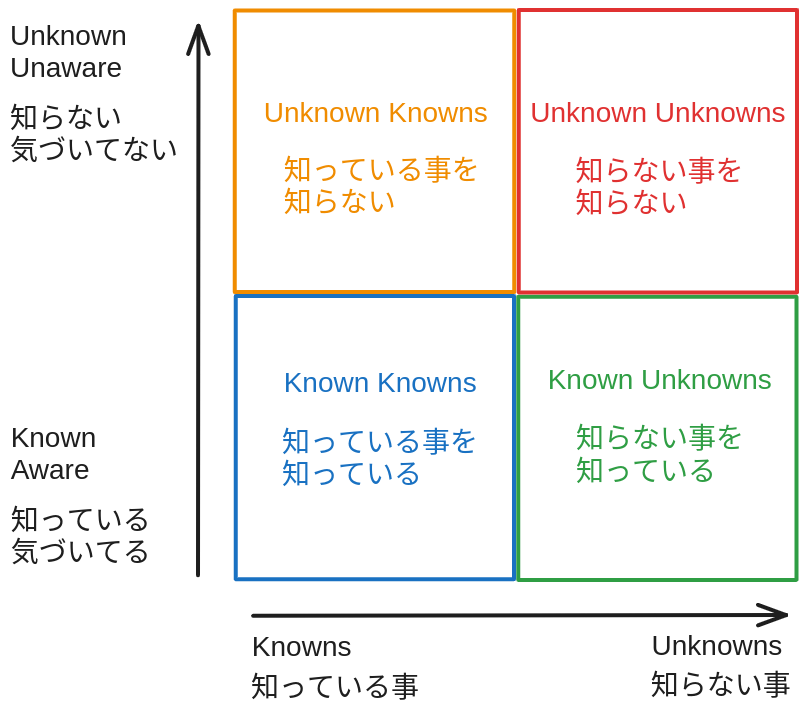 Unknown
Unaware
知らない
気づいてない
Unknown Knowns
知っている事を
知らない
Unknown Unknowns
知らない事を
知らない
Known
Aware
知っている
気づいてる
Known Knowns
知っている事を
知っている
Known Unknowns
知らない事を
知っている
Knowns
知っている事
Unknowns
知らない事